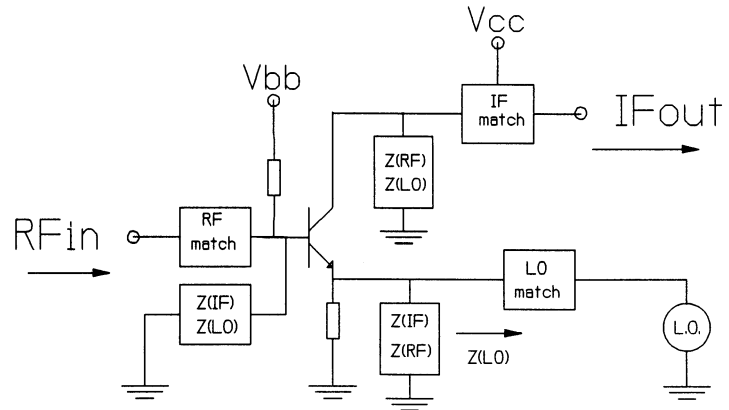 Vcc
Vbb
IF
match
IFout
Z(RF)
Z(LO)
RFin
RF
match
LO
match
Z(IF)
Z(LO)
Z(IF)
Z(RF)
Z(LO)
L.O.